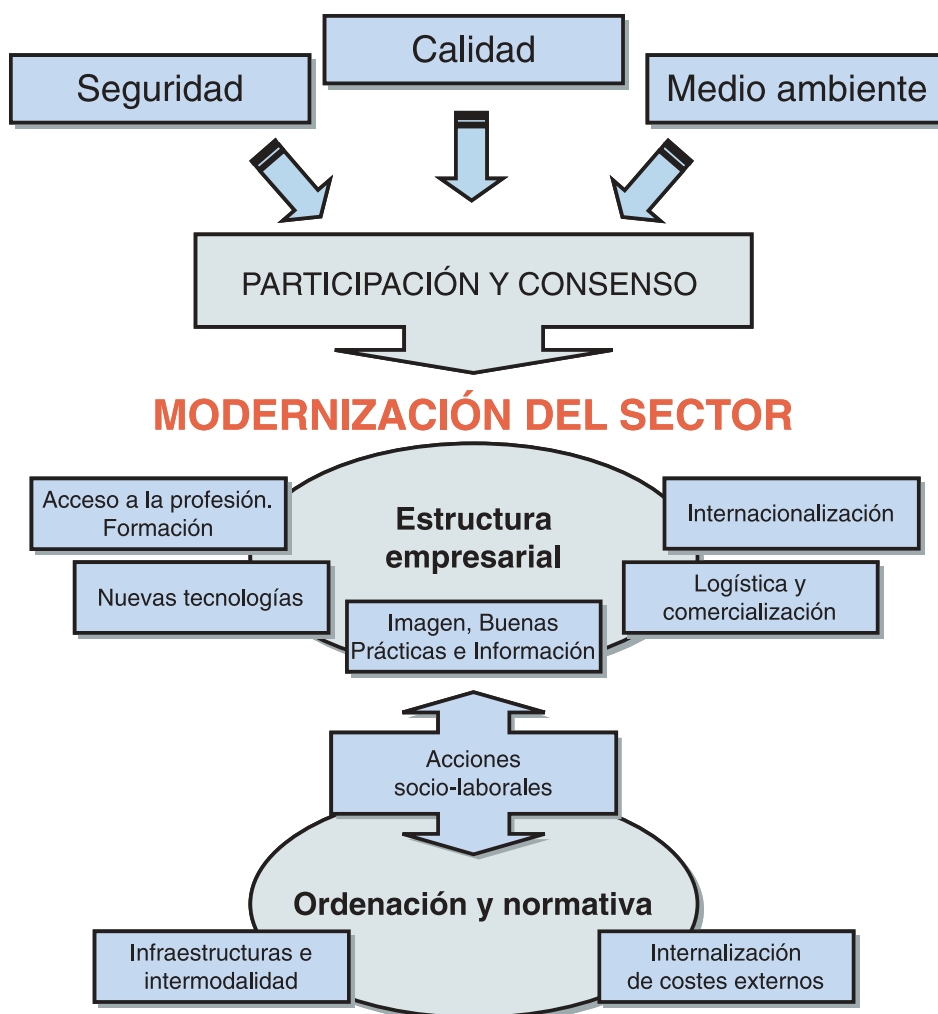 Seguridad
Calidad
Medio ambiente
PARTICIPACIÓN Y CONSENSO
MODERNIZACIÓN DEL SECTOR
Acceso a la profesión.
Formación
Nuevas tecnologías
Estructura
empresarial
Imagen, Buenas
Prácticas e Información
Internacionalización
Logística y
comercialización
Acciones
socio-laborales
Ordenación y normativa
Infraestructuras e
intermodalidad
Internalización
de costes externos